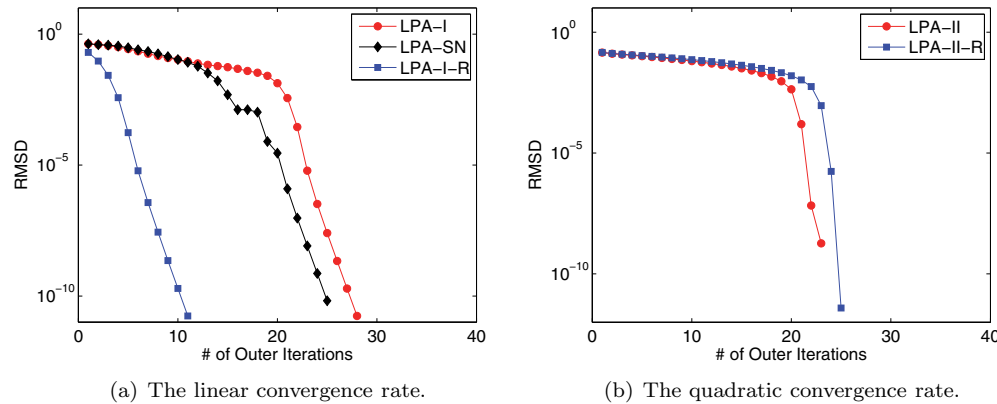 10^0
10^-5
10^-10
RMSD
0
10
20
30
40
# of Outer Iterations
LPA-I
LPA-SN
LPA-I-R
(a) The linear convergence rate.
10^0
10^-5
10^-10
RMSD
0
10
20
30
40
# of Outer Iterations
LPA-II
LPA-II-R
(b) The quadratic convergence rate.